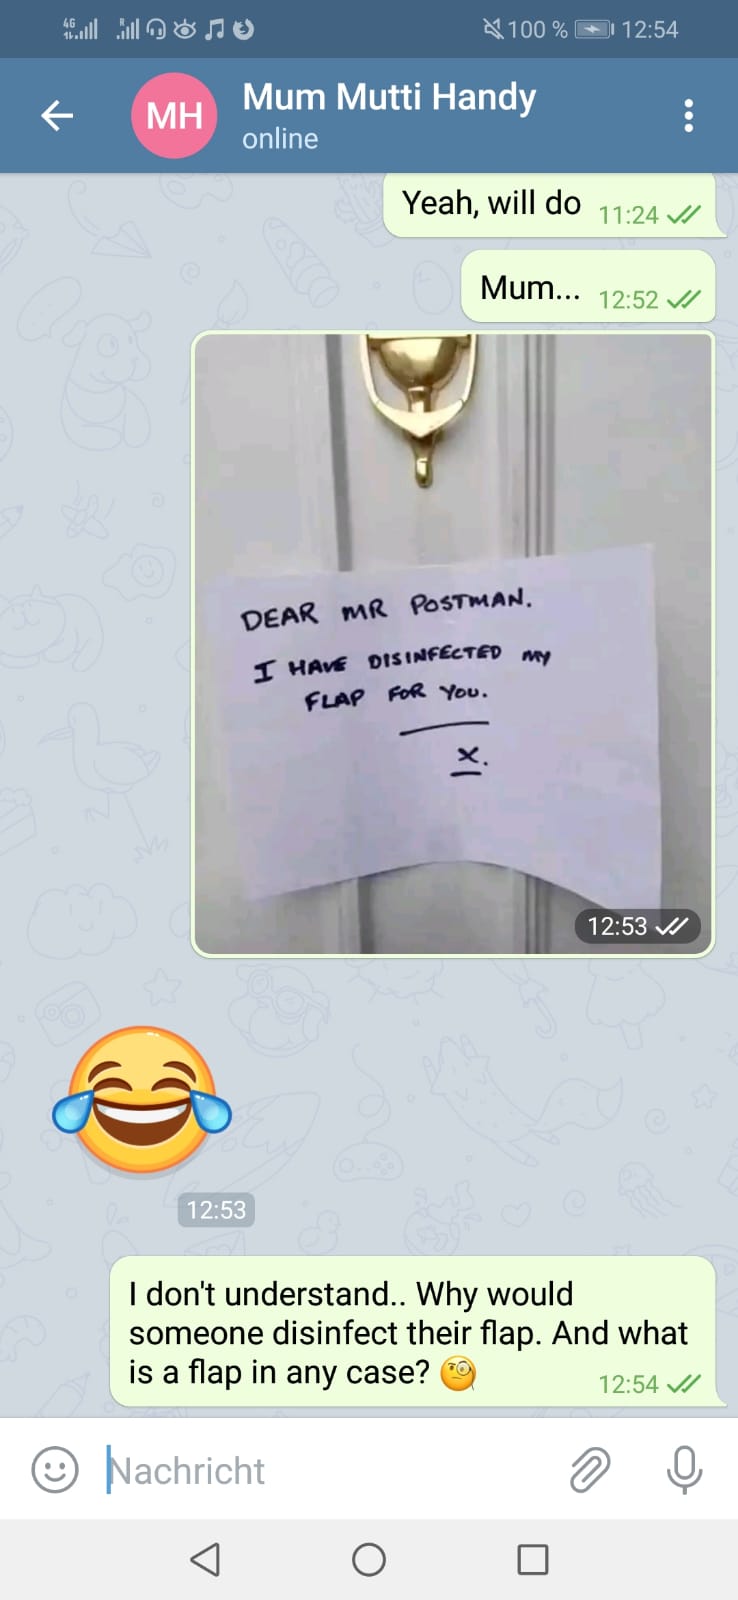 4G 100 % 12:54
MH Mum Mutti Handy
online
Yeah, will do 11:24
Mum... 12:52
DEAR MR POSTMAN.
I HAVE DISINFECTED MY
FLAP FOR YOU.
x.
12:53
12:53
I don't understand.. Why would
someone disinfect their flap. And what
is a flap in any case? 🧐 12:54
Nachricht